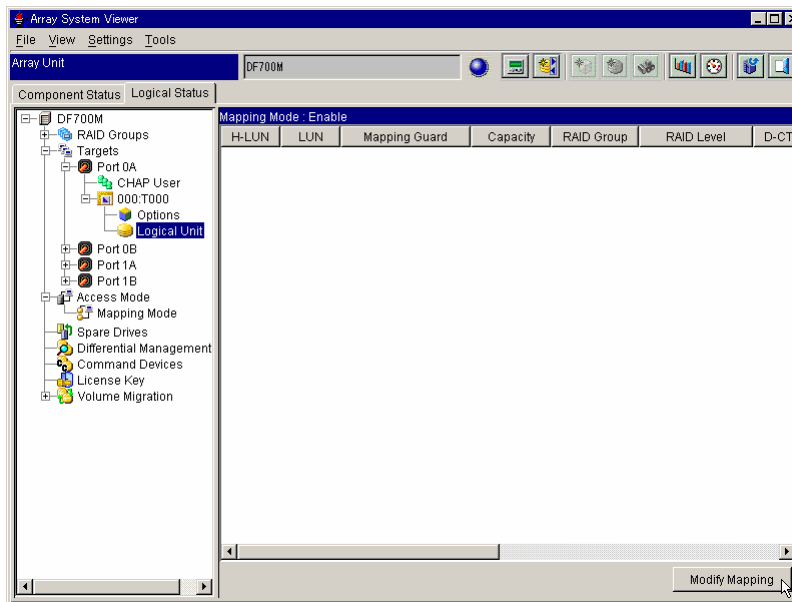 Array System Viewer
File View Settings Tools
Array Unit
DF700M
Component Status Logical Status
DF700M
RAID Groups
Targets
Port 0A
CHAP User
000:T000
Options
Logical Unit
Port 0B
Port 1A
Port 1B
Access Mode
Mapping Mode
Spare Drives
Differential Management
Command Devices
License Key
Volume Migration
Mapping Mode : Enable
H-LUN LUN Mapping Guard Capacity RAID Group RAID Level D-CT
Modify Mapping